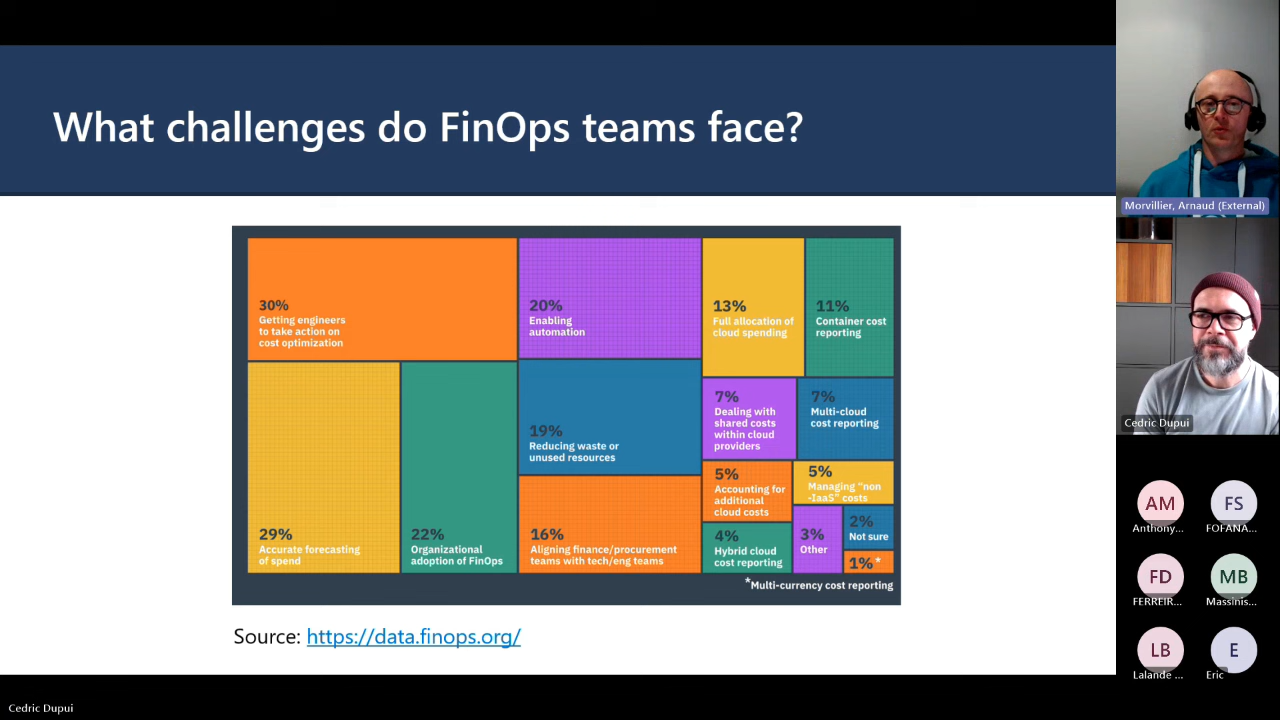 What challenges do FinOps teams face?
30%
Getting engineers
to take action on
cost optimization
20%
Enabling
automation
13%
Full allocation of
cloud spending
11%
Container cost
reporting
29%
Accurate forecasting
of spend
22%
Organizational
adoption of FinOps
19%
Reducing waste or
unused resources
16%
Aligning finance/procurement
teams with tech/eng teams
7%
Dealing with
shared costs
within cloud
providers
7%
Multi-cloud
cost reporting
5%
Accounting for
additional
cloud costs
5%
Managing “non
-IaaS” costs
4%
Hybrid cloud
cost reporting
3%
Other
2%
Not sure
1% *
*Multi-currency cost reporting
Source: https://data.finops.org/
Morvillier, Arnaud (External)
Cedric Dupui
AM
Anthony...
FS
FOFANA...
FD
FERREIR...
MB
Massinis...
LB
Lalande ...
E
Eric
Cedric Dupui